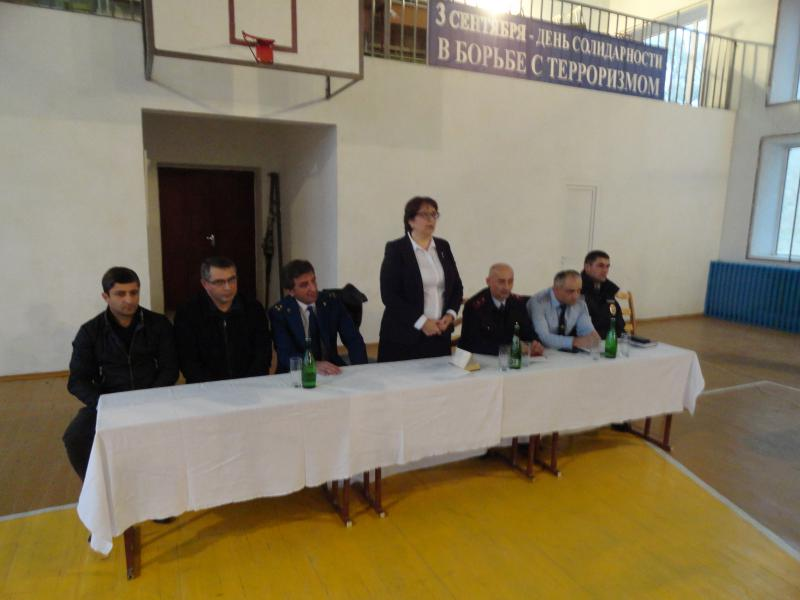 3 СЕНТЯБРЯ - ДЕНЬ СОЛИДАРНОСТИ
В БОРЬБЕ С ТЕРРОРИЗМОМ